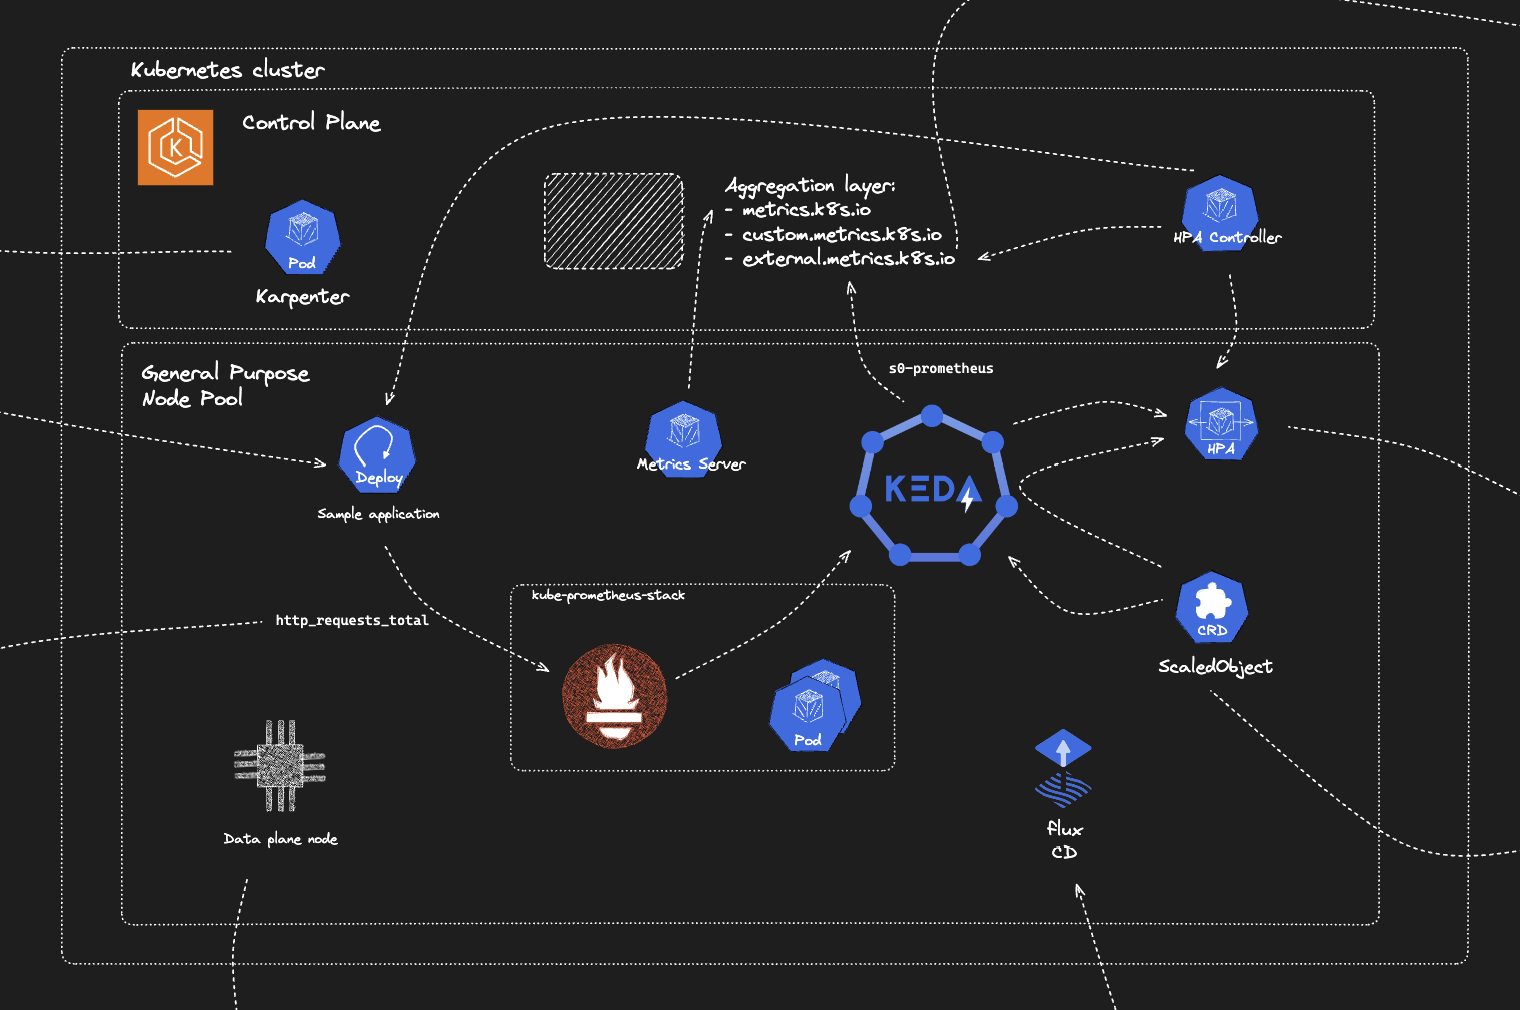 Kubernetes cluster
Control Plane
K
Pod
Karpenter
Aggregation layer:
- metrics.k8s.io
- custom.metrics.k8s.io
- external.metrics.k8s.io
HPA Controller
General Purpose
Node Pool
Deploy
Sample application
Metrics Server
s0-prometheus
KEDA
HPA
http_requests_total
kube-prometheus-stack
Pod
CRD
ScaledObject
Data plane node
flux
CD